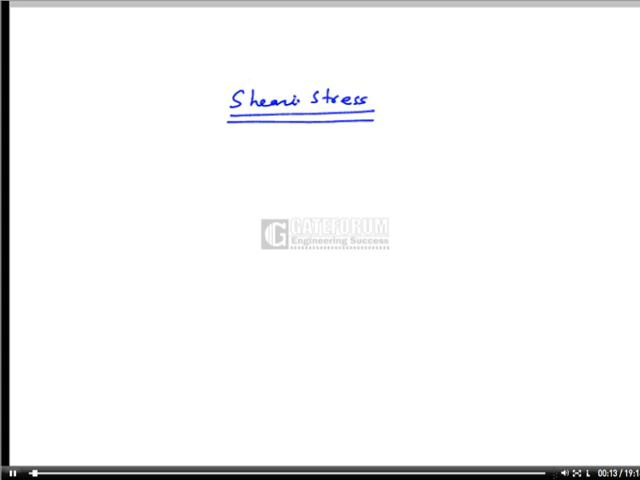 Shear Stress
GATEFORUM
Engineering Success
00:13 / 19:1